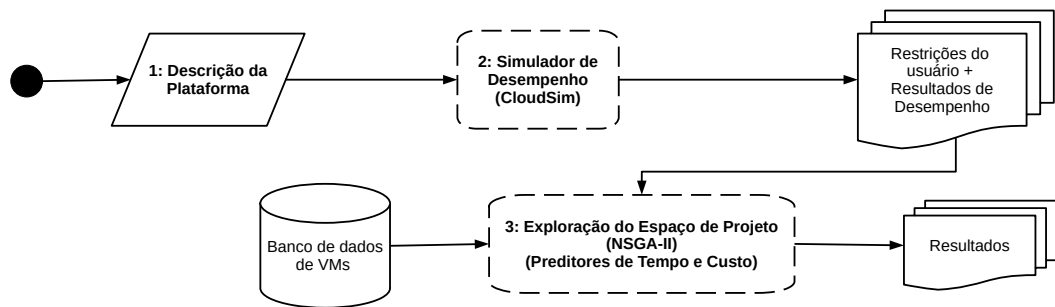 1: Descrição da
Plataforma
2: Simulador de
Desempenho
(CloudSim)
Restrições do
usuário +
Resultados de
Desempenho
Banco de dados
de VMs
3: Exploração do Espaço de Projeto
(NSGA-II)
(Preditores de Tempo e Custo)
Resultados